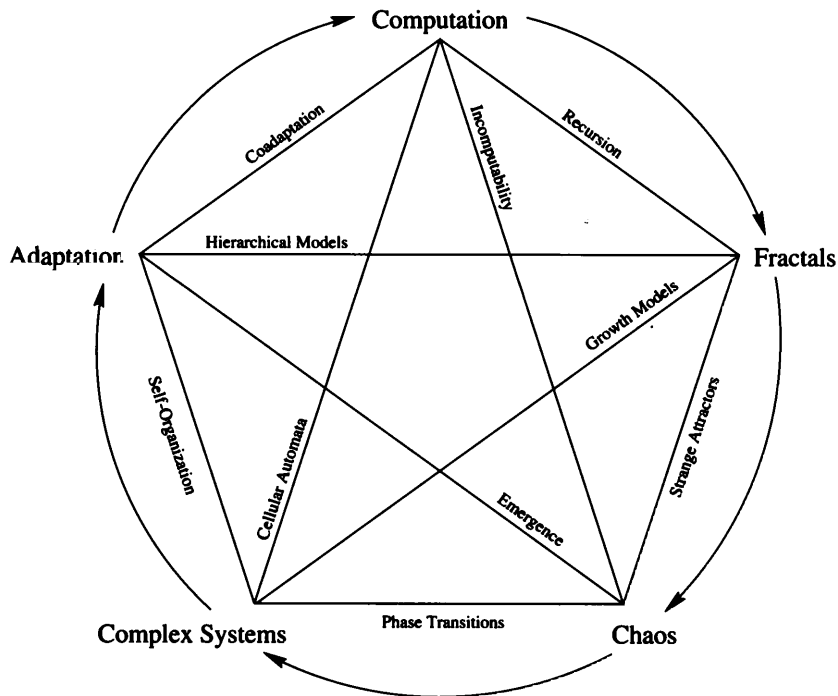 Computation
Coadaptation
Incomputability
Recursion
Adaptation
Hierarchical Models
Fractals
Growth Models
Self-Organization
Cellular Automata
Emergence
Strange Attractors
Complex Systems
Phase Transitions
Chaos